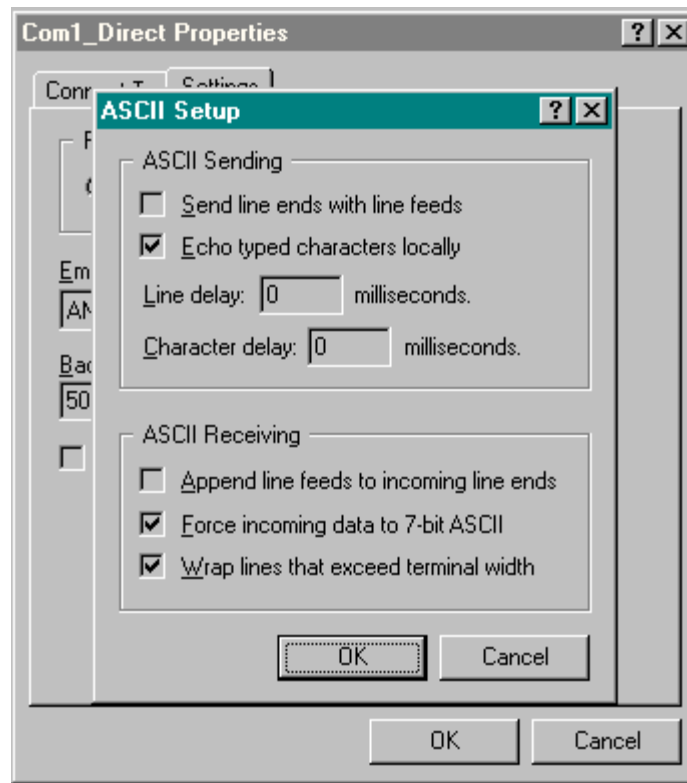 Com1_Direct Properties
Settings
ASCII Setup
ASCII Sending
Send line ends with line feeds
Echo typed characters locally
Line delay: 0 milliseconds.
Character delay: 0 milliseconds.
ASCII Receiving
Append line feeds to incoming line ends
Force incoming data to 7-bit ASCII
Wrap lines that exceed terminal width
OK Cancel
50
OK Cancel